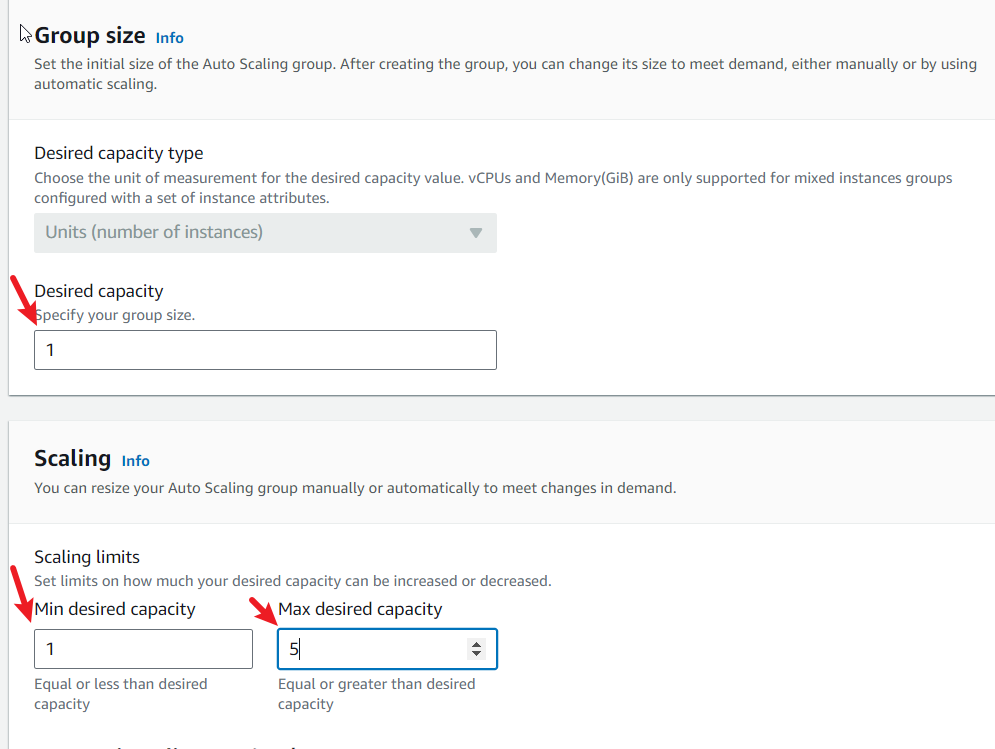 Group size Info
Set the initial size of the Auto Scaling group. After creating the group, you can change its size to meet demand, either manually or by using
automatic scaling.
Desired capacity type
Choose the unit of measurement for the desired capacity value. vCPUs and Memory(GiB) are only supported for mixed instances groups
configured with a set of instance attributes.
Units (number of instances)
Desired capacity
Specify your group size.
1
Scaling Info
You can resize your Auto Scaling group manually or automatically to meet changes in demand.
Scaling limits
Set limits on how much your desired capacity can be increased or decreased.
Min desired capacity
Max desired capacity
1
5
Equal or less than desired
capacity
Equal or greater than desired
capacity